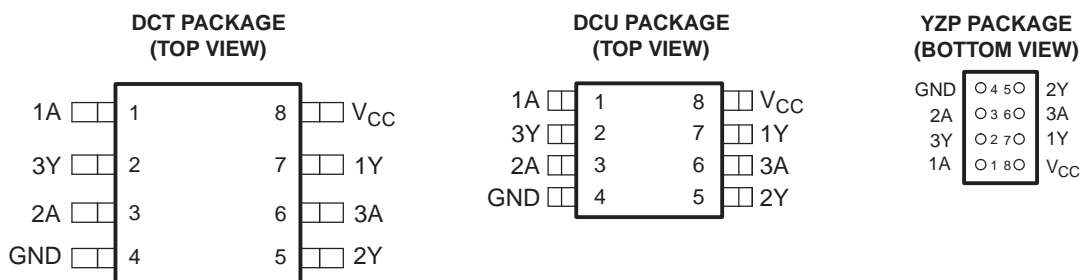 DCT PACKAGE
(TOP VIEW)
1A 1 8 VCC
3Y 2 7 1Y
2A 3 6 3A
GND 4 5 2Y
DCU PACKAGE
(TOP VIEW)
1A 1 8 VCC
3Y 2 7 1Y
2A 3 6 3A
GND 4 5 2Y
YZP PACKAGE
(BOTTOM VIEW)
GND 4 5 2Y
2A 3 6 3A
3Y 2 7 1Y
1A 1 8 VCC